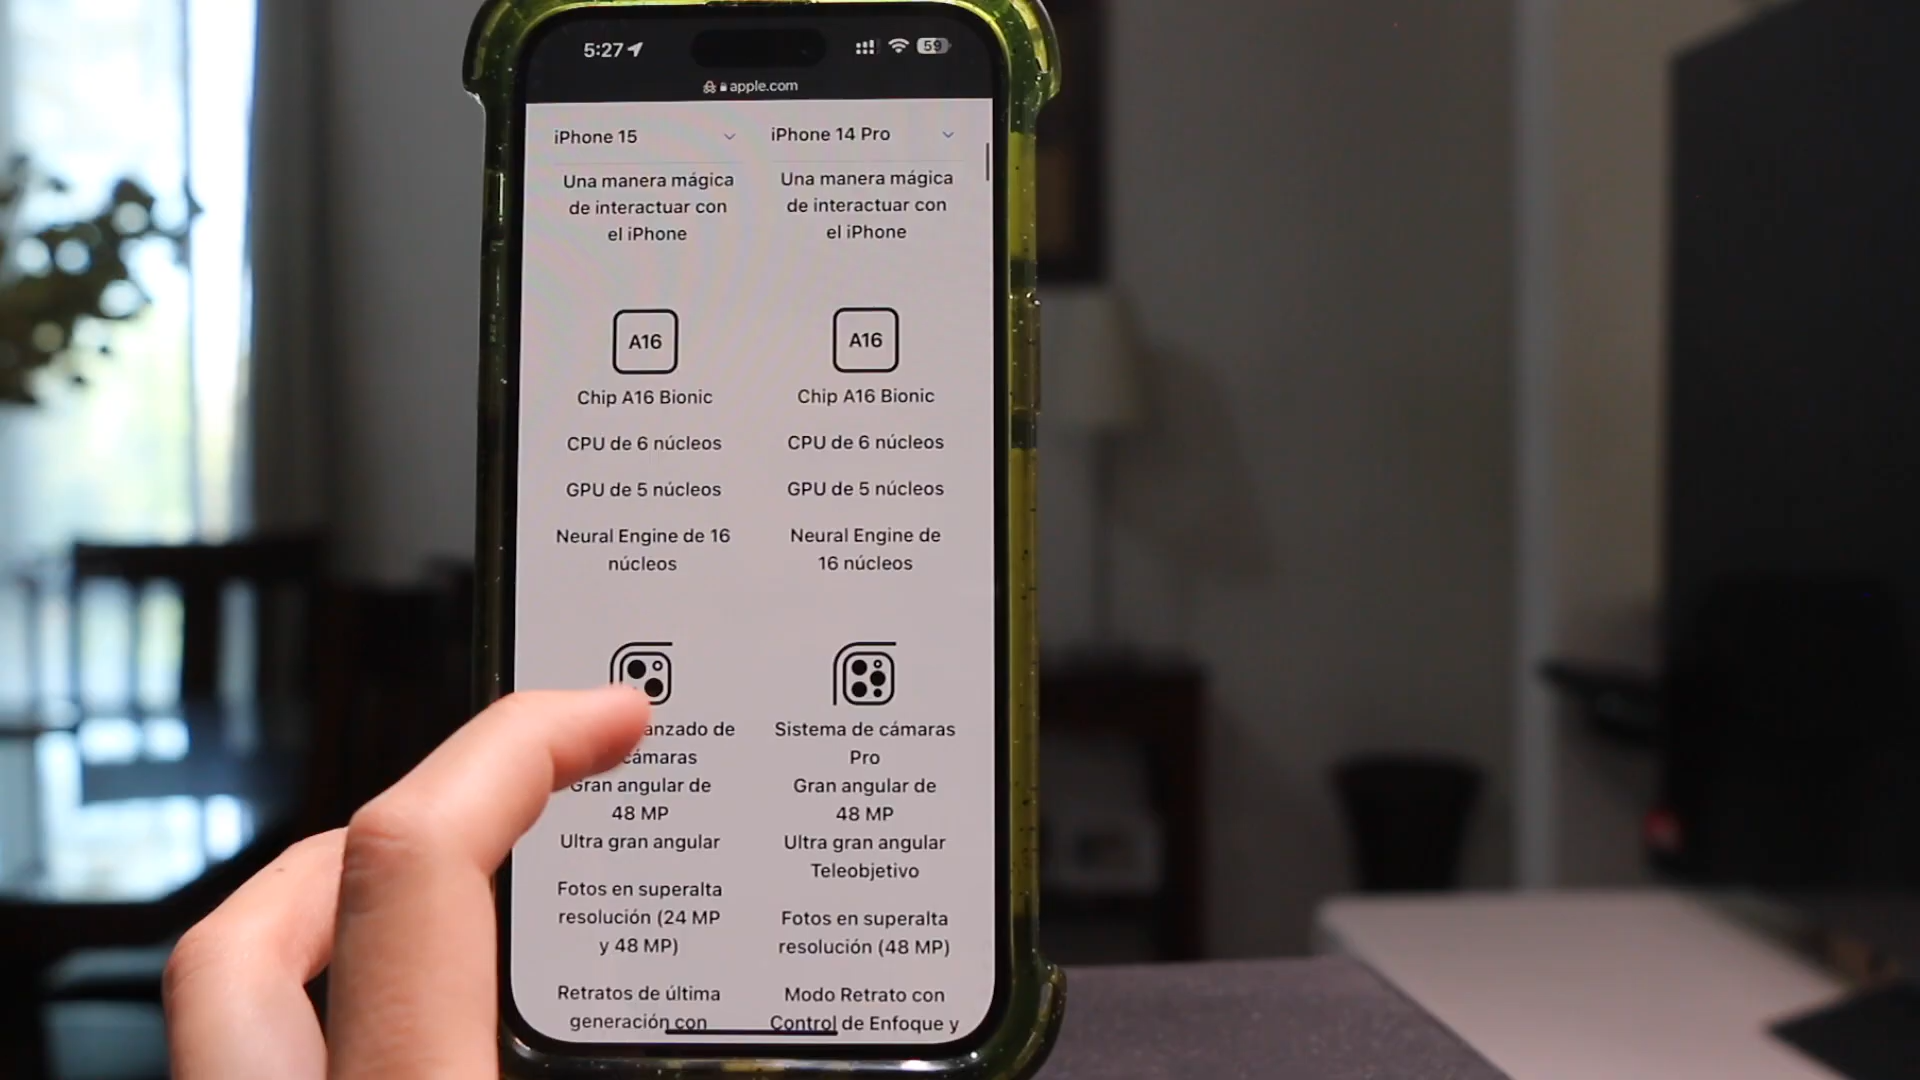 5:27
59
apple.com
iPhone 15
iPhone 14 Pro
Una manera mágica
de interactuar con
el iPhone
Una manera mágica
de interactuar con
el iPhone
A16
Chip A16 Bionic
CPU de 6 núcleos
GPU de 5 núcleos
Neural Engine de 16
núcleos
A16
Chip A16 Bionic
CPU de 6 núcleos
GPU de 5 núcleos
Neural Engine de
16 núcleos
de
cámaras
Gran angular de
48 MP
Ultra gran angular
Fotos en superalta
resolución (24 MP
y 48 MP)
Retratos de última
generación con
Sistema de cámaras
Pro
Gran angular de
48 MP
Ultra gran angular
Teleobjetivo
Fotos en superalta
resolución (48 MP)
Modo Retrato con
Control de Enfoque y